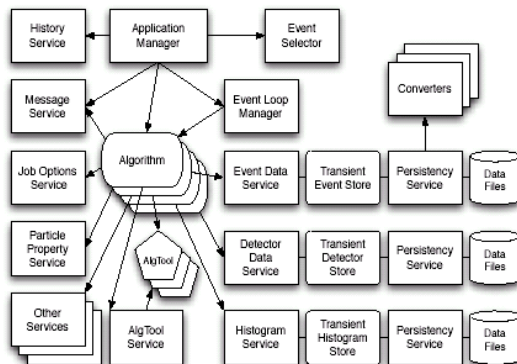 History
Service
Application
Manager
Event
Selector
Message
Service
Event Loop
Manager
Converters
Algorithm
Job Options
Service
Event Data
Service
Transient
Event Store
Persistency
Service
Data
Files
Particle
Property
Service
AlgTool
Detector
Data
Service
Transient
Detector
Store
Persistency
Service
Data
Files
Other
Services
AlgTool
Service
Histogram
Service
Transient
Histogram
Store
Persistency
Service
Data
Files